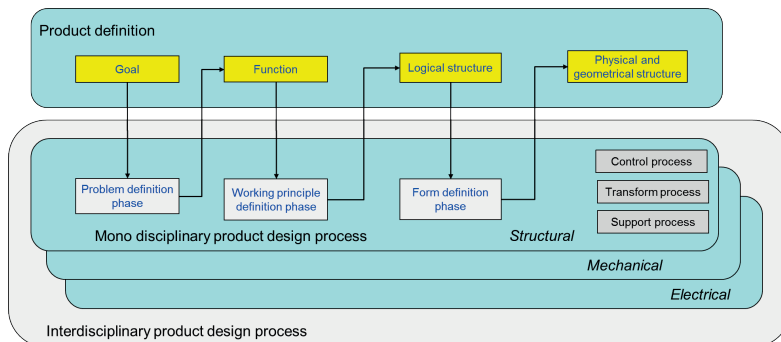 Product definition
Goal
Function
Logical structure
Physical and
geometrical structure
Problem definition
phase
Working principle
definition phase
Form definition
phase
Control process
Transform process
Support process
Mono disciplinary product design process
Structural
Mechanical
Electrical
Interdisciplinary product design process